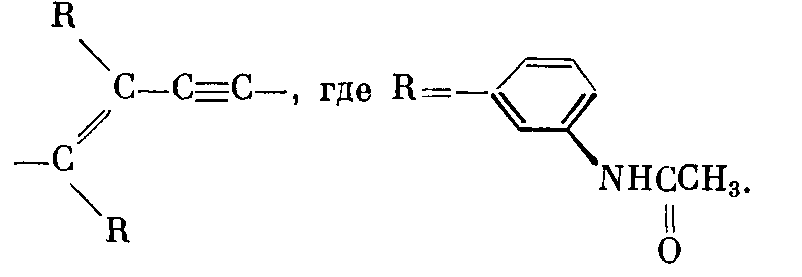 R
C—C≡C—, где R=
—C
NHCCH₃.
R
O